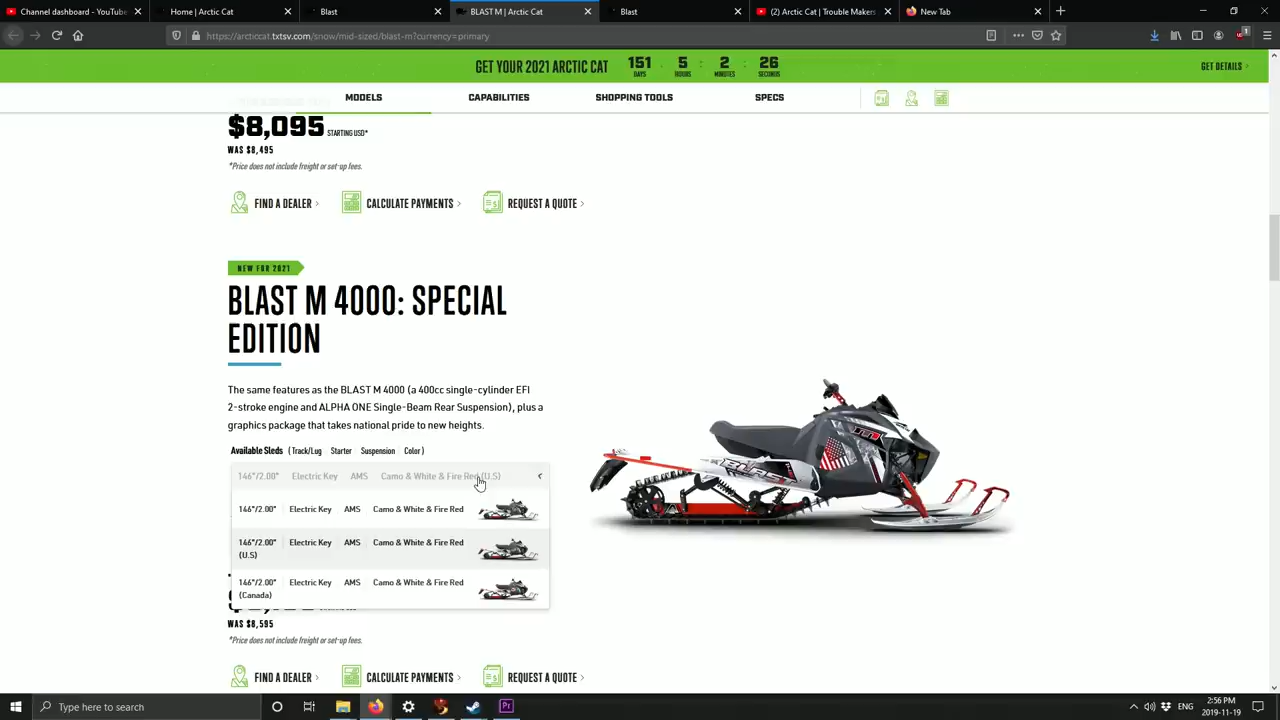 Channel dashboard - YouTube
Home | Arctic Cat
Blast
BLAST M | Arctic Cat
Blast
(2) Arctic Cat | Trouble Makers
New Tab
https://arcticcat.txtsv.com/snow/mid-sized/blast-m?currency=primary
GET YOUR 2021 ARCTIC CAT
151 : 5 : 2 : 26
DAYS HOURS MINUTES SECONDS
GET DETAILS
MODELS
CAPABILITIES
SHOPPING TOOLS
SPECS
$8,095 STARTING USD*
WAS $8,495
*Price does not include freight or set-up fees.
FIND A DEALER
CALCULATE PAYMENTS
REQUEST A QUOTE
NEW FOR 2021
BLAST M 4000: SPECIAL
EDITION
The same features as the BLAST M 4000 (a 400cc single-cylinder EFI
2-stroke engine and ALPHA ONE Single-Beam Rear Suspension), plus a
graphics package that takes national pride to new heights.
Available Sleds ( Track/Lug Starter Suspension Color )
146"/2.00" Electric Key AMS Camo & White & Fire Red (U.S)
146"/2.00" Electric Key AMS Camo & White & Fire Red
146"/2.00" Electric Key AMS Camo & White & Fire Red
(U.S)
146"/2.00" Electric Key AMS Camo & White & Fire Red
(Canada)
WAS $8,595
*Price does not include freight or set-up fees.
FIND A DEALER
CALCULATE PAYMENTS
REQUEST A QUOTE
Type here to search
ENG
2:56 PM
2019-11-19